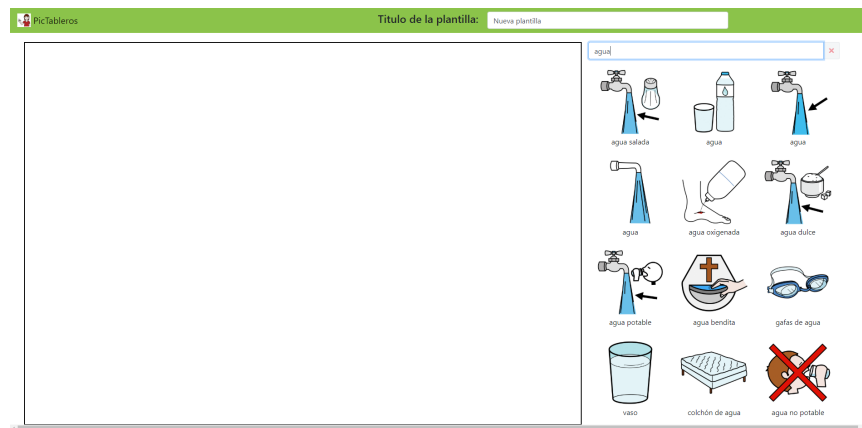 PicTableros
Titulo de la plantilla:
Nueva plantilla
agua
agua salada
agua
agua
agua
agua oxigenada
agua dulce
agua potable
agua bendita
gafas de agua
vaso
colchón de agua
agua no potable